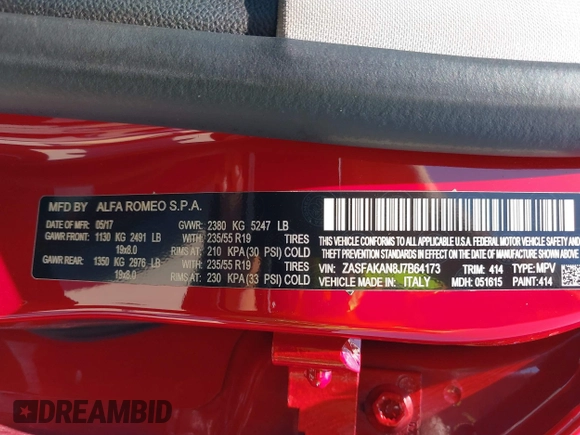 MFD BY ALFA ROMEO S.P.A.
DATE OF MFR: 05/17 GVWR: 2380 KG 5247 LB
GAWR FRONT: 1130 KG 2491 LB WITH: 235/55 R19 TIRES
19x8.0 RIMS AT: 210 KPA (30 PSI) COLD
GAWR REAR: 1350 KG 2976 LB WITH: 235/55 R19 TIRES
19x8.0 RIMS AT: 230 KPA (33 PSI) COLD
THIS VEHICLE CONFORMS TO ALL APPLICABLE U.S.A. FEDERAL MOTOR VEHICLE SAFETY, BUMPER AND
THEFT PREVENTION STANDARDS IN EFFECT ON THE DATE OF MANUFACTURE SHOWN ABOVE.
VIN: ZASFAKAN8J7B64173 TRIM: 414 TYPE: MPV
VEHICLE MADE IN: ITALY MDH: 051615 PAINT: 414
DREAMBID